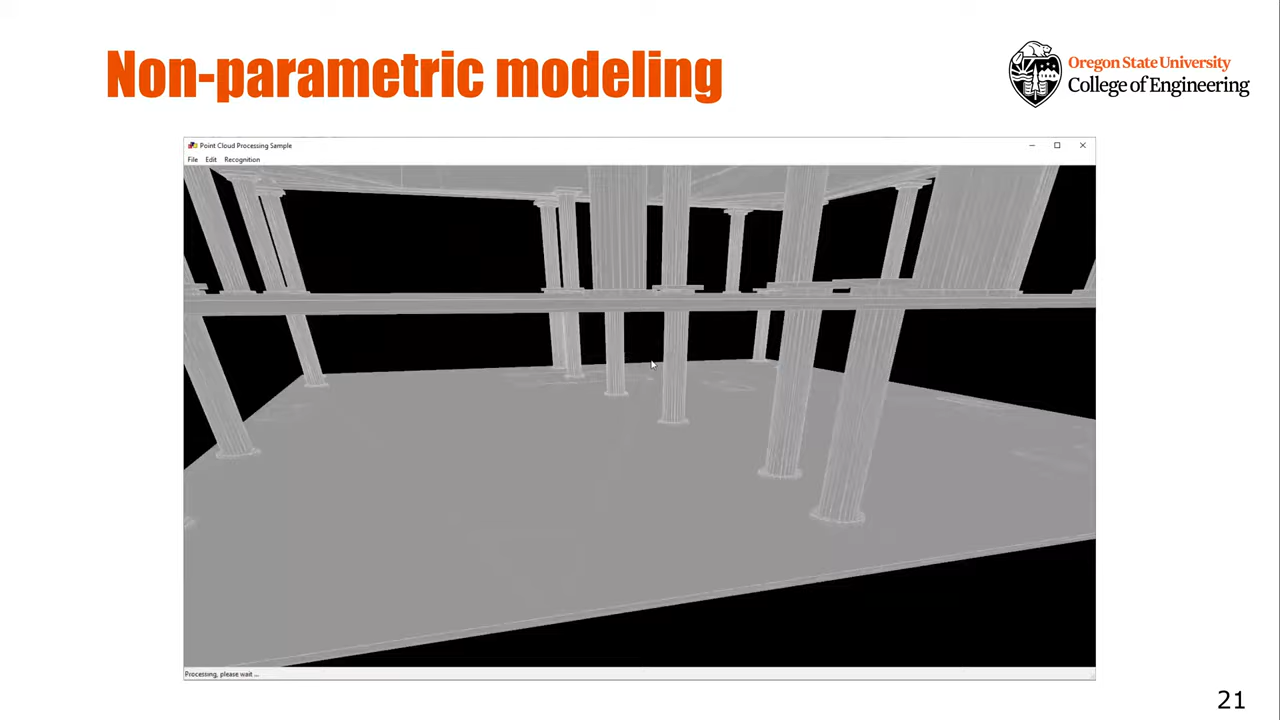 Non-parametric modeling
Oregon State University
College of Engineering
Point Cloud Processing Sample
File Edit Recognition
Processing, please wait ...
21